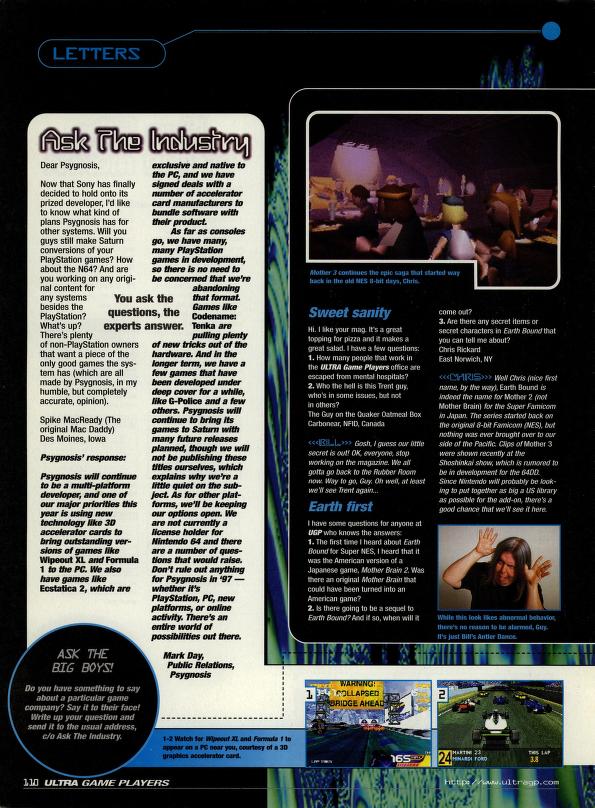 LETTERS
Ask The Industry
Dear Psygnosis,
Now that Sony has finally
decided to hold onto its
prized developer, I'd like
to know what kind of
plans Psygnosis has for
other systems. Will you
guys still make Saturn
conversions of your
PlayStation games? How
about the N64? And are
you working on origi-
nal content for
any systems
besides the
PlayStation?
What's up?
There's plenty
of non-PlayStation owners
that want a piece of the
only good games the sys-
tem has (which are all
made by Psygnosis, in my
humble, but completely
accurate, opinion).
Spike MacReady (The
original Mac Daddy)
Des Moines, Iowa
Psygnosis' response:
Psygnosis will continue
to be a multi-platform
developer, and one of
our major priorities this
year is using new
technology like 3D
accelerator cards to
bring outstanding ver-
sions of games like
Wipeout XL and Formula
1 to the PC. We also
have games like
Ecstatica 2, which are
exclusive and native to
the PC, and we have
signed deals with a
number of accelerator
card manufacturers to
bundle software with
their product.
As far as consoles
go, we have many,
many PlayStation
games in development,
so there is no need to
be concerned that we're
abandoning
that format.
Games like
Codename:
Tenka are
pulling plenty
of new tricks out of the
hardware. And in the
longer term, we have a
few games that have
been developed under
deep cover for a while,
like G-Police and a few
others. Psygnosis will
continue to bring its
games to Saturn with
many future releases
planned, though we will
not be publishing these
titles ourselves, which
explains why we're a
little quiet on the sub-
ject. As for other plat-
forms, we'll be keeping
our options open. We
are not currently a
license holder for
Nintendo 64 and there
are a number of ques-
tions that would raise.
Don't rule out anything
for Psygnosis in '97 —
whether it's
PlayStation, PC, new
platforms, or online
activity. There's an
entire world of
possibilities out there.
Mark Day,
Public Relations,
Psygnosis
You ask the
questions, the
experts answer.
ASK THE
BIG BOYS!
Do you have something to say
about a particular game
company? Say it to their face!
Write up your question and
send it to the usual address,
c/o Ask The Industry.
Mother 3 continues the epic saga that started way
back in the old NES 8-bit days, Chris.
Sweet sanity
Hi. I like your mag. It's a great
topping for pizza and it makes a
great salad. I have a few questions:
1. How many people that work in
the ULTRA Game Players office are
escaped from mental hospitals?
2. Who the hell is this Trent guy,
who's in some issues, but not
in others?
The Guy on the Quaker Oatmeal Box
Carbonear, NFID, Canada
<<<BILL>>> Gosh, I guess our little
secret is out! OK, everyone, stop
working on the magazine. We all
gotta go back to the Rubber Room
now. Way to go, Guy. Oh well, at least
we'll see Trent again...
Earth first
I have some questions for anyone at
UGP who knows the answers:
1. The first time I heard about Earth
Bound for Super NES, I heard that it
was the American version of a
Japanese game, Mother Brain 2. Was
there an original Mother Brain that
could have been turned into an
American game?
2. Is there going to be a sequel to
Earth Bound? And if so, when will it
come out?
3. Are there any secret items or
secret characters in Earth Bound that
you can tell me about?
Chris Rickard
East Norwich, NY
<<<CHRIS>>> Well Chris (nice first
name, by the way), Earth Bound is
indeed the name for Mother 2 (not
Mother Brain) for the Super Famicom
in Japan. The series started back on
the original 8-bit Famicom (NES), but
nothing was ever brought over to our
side of the Pacific. Clips of Mother 3
were shown recently at the
Shoshinkai show, which is rumored to
be in development for the 64DD.
Since Nintendo will probably be look-
ing to put together as big a US library
as possible for the add-on, there's a
good chance that we'll see it here.
While this look likes abnormal behavior,
there's no reason to be alarmed, Guy.
It's just Bill's Antler Dance.
1-2 Watch for Wipeout XL and Formula 1 to
appear on a PC near you, courtesy of a 3D
graphics accelerator card.
1
WARNING!
COLLAPSED
BRIDGE AHEAD
165
2
24 MARTINI 23
MINARDI FORD
THIS LAP
3.8
110 ULTRA GAME PLAYERS
http://www.ultragp.com